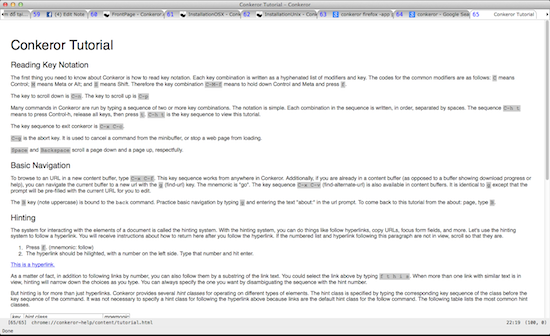 Conkeror Tutorial – Conkeror
60 FrontPage – Conkeror 61 InstallationOSX – Conkero 62 InstallationLinux – Conker 63 conkeror firefox -app 64 conkeror – Google Sea 65 Conkeror Tutorial
Conkeror Tutorial
Reading Key Notation
The first thing you need to know about Conkeror is how to read key notation. Each key combination is written as a hyphenated list of modifiers and key. The codes for the common modifiers are as follows: C means
Control; M means Meta or Alt; and S means Shift. Therefore the key combination C-M-F means to hold down Control and Meta and press F.
The key to scroll down is C-n. The key to scroll up is C-p
Many commands in Conkeror are run by typing a sequence of two or more key combinations. The notation is simple. Each combination in the sequence is written, in order, separated by spaces. The sequence C-h t
means to press Control-h, release all keys, then press t. C-h t is the key sequence to view this tutorial.
The key sequence to exit conkeror is C-x C-c.
C-g is the abort key. It is used to cancel a command from the minibuffer, or stop a web page from loading.
Space and Backspace scroll a page down and a page up, respectfully.
Basic Navigation
To browse to an URL in a new content buffer, type C-x C-f. This key sequence works from anywhere in Conkeror. Additionally, if you are already in a content buffer (as opposed to a buffer showing download progress or
help), you can navigate the current buffer to a new url with the g (find-url) key. The mnemonic is "go". The key sequence C-x C-v (find-alternate-url) is also available in content buffers. It is identical to g except that the
prompt will be pre-filled with the current URL for you to edit.
The B key (note uppercase) is bound to the back command. Practice basic navigation by typing g and entering the text "about:" in the url prompt. To come back to this tutorial from the about: page, type B.
Hinting
The system for interacting with the elements of a document is called the hinting system. With the hinting system, you can do things like follow hyperlinks, copy URLs, focus form fields, and more. Let's use the hinting
system to follow a hyperlink. You will receive instructions about how to return here after you follow the hyperlink. If the numbered list and hyperlink following this paragraph are not in view, scroll so that they are.
1. Press f. (mnemonic: follow)
2. The hyperlink should be hilighted, with a number on the left side. Type that number and hit enter.
This is a hyperlink.
As a matter of fact, in addition to following links by number, you can also follow them by a substring of the link text. You could select the link above by typing f t h i s. When more than one link with similar text is in
view, hinting will narrow down the choices as you type. You can always specify the one you want by disambiguating the sequence with the hint number.
But hinting is for more than just hyperlinks. Conkeror provides several hint classes for operating on different types of elements. The hint class is specified by typing the corresponding key sequence of the class before the
key sequence of the command. It was not necessary to specify a hint class for following the hyperlink above because links are the default hint class for the follow command. The following table lists the most common hint
classes.
key hint class mnemonic
[65/65] chrome://conkeror-help/content/tutorial.html 22:19 (100, 0)
Done